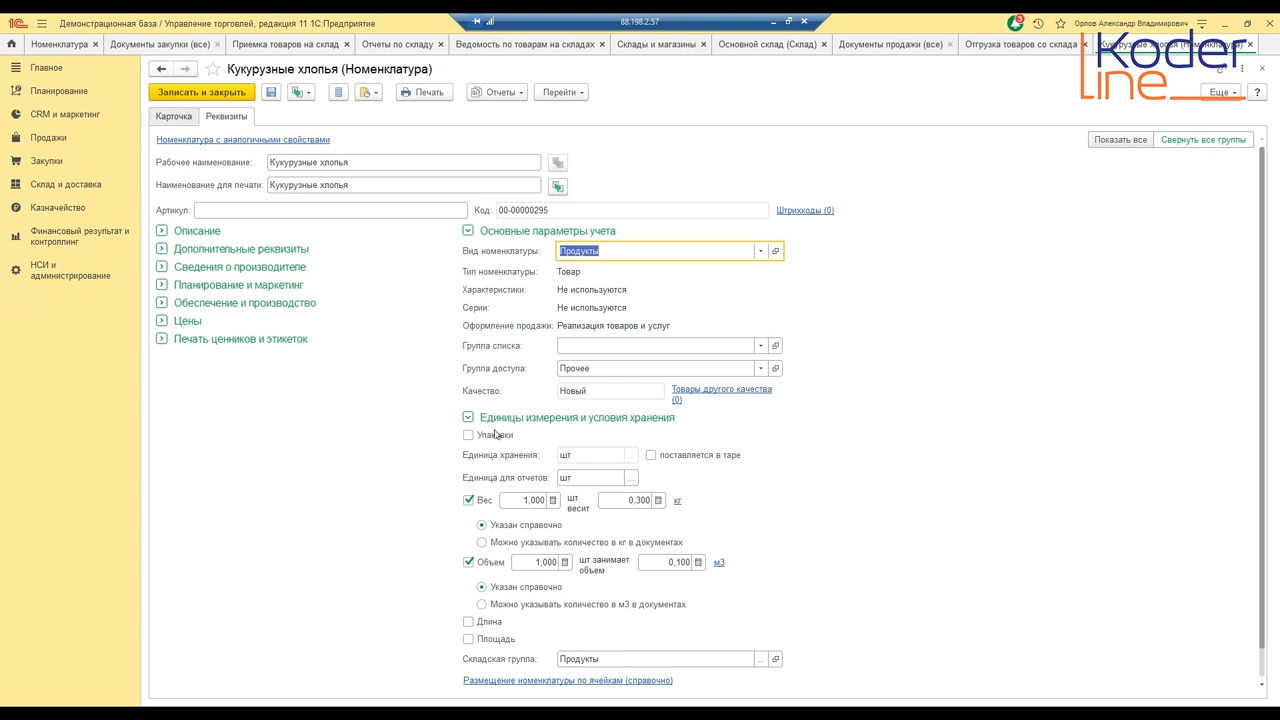 1С Демонстрационная база / Управление торговлей, редакция 11 1С:Предприятие
88.198.2.57
3
Орлов Александр Владимирович
Номенклатура × Документы закупки (все) × Приемка товаров на склад × Отчеты по складу × Ведомость по товарам на складах × Склады и магазины × Основной склад (Склад) × Документы продажи (все) × Отгрузка товаров со склада × Кукурузные хлопья (Номенклатура) ×
Koder
line
Главное
Планирование
CRM и маркетинг
Продажи
Закупки
Склад и доставка
Казначейство
Финансовый результат и
контроллинг
НСИ и
администрирование
Кукурузные хлопья (Номенклатура)
Записать и закрыть Печать Отчеты Перейти Еще ?
Карточка Реквизиты
Номенклатура с аналогичными свойствами Показать все Свернуть все группы
Рабочее наименование: Кукурузные хлопья
Наименование для печати: Кукурузные хлопья
Артикул: Код: 00-00000295 Штрихкоды (0)
Описание
Дополнительные реквизиты
Сведения о производителе
Планирование и маркетинг
Обеспечение и производство
Цены
Печать ценников и этикеток
Основные параметры учета
Вид номенклатуры: Продукты
Тип номенклатуры: Товар
Характеристики: Не используются
Серии: Не используются
Оформление продажи: Реализация товаров и услуг
Группа списка:
Группа доступа: Прочее
Качество: Новый Товары другого качества
(0)
Единицы измерения и условия хранения
Упаковки
Единица хранения: шт ... поставляется в таре
Единица для отчетов: шт ...
Вес 1,000 шт
весит 0,300 кг
Указан справочно
Можно указывать количество в кг в документах
Объем 1,000 шт занимает
объем 0,100 м3
Указан справочно
Можно указывать количество в м3 в документах
Длина
Площадь
Складская группа: Продукты ...
Размещение номенклатуры по ячейкам (справочно)